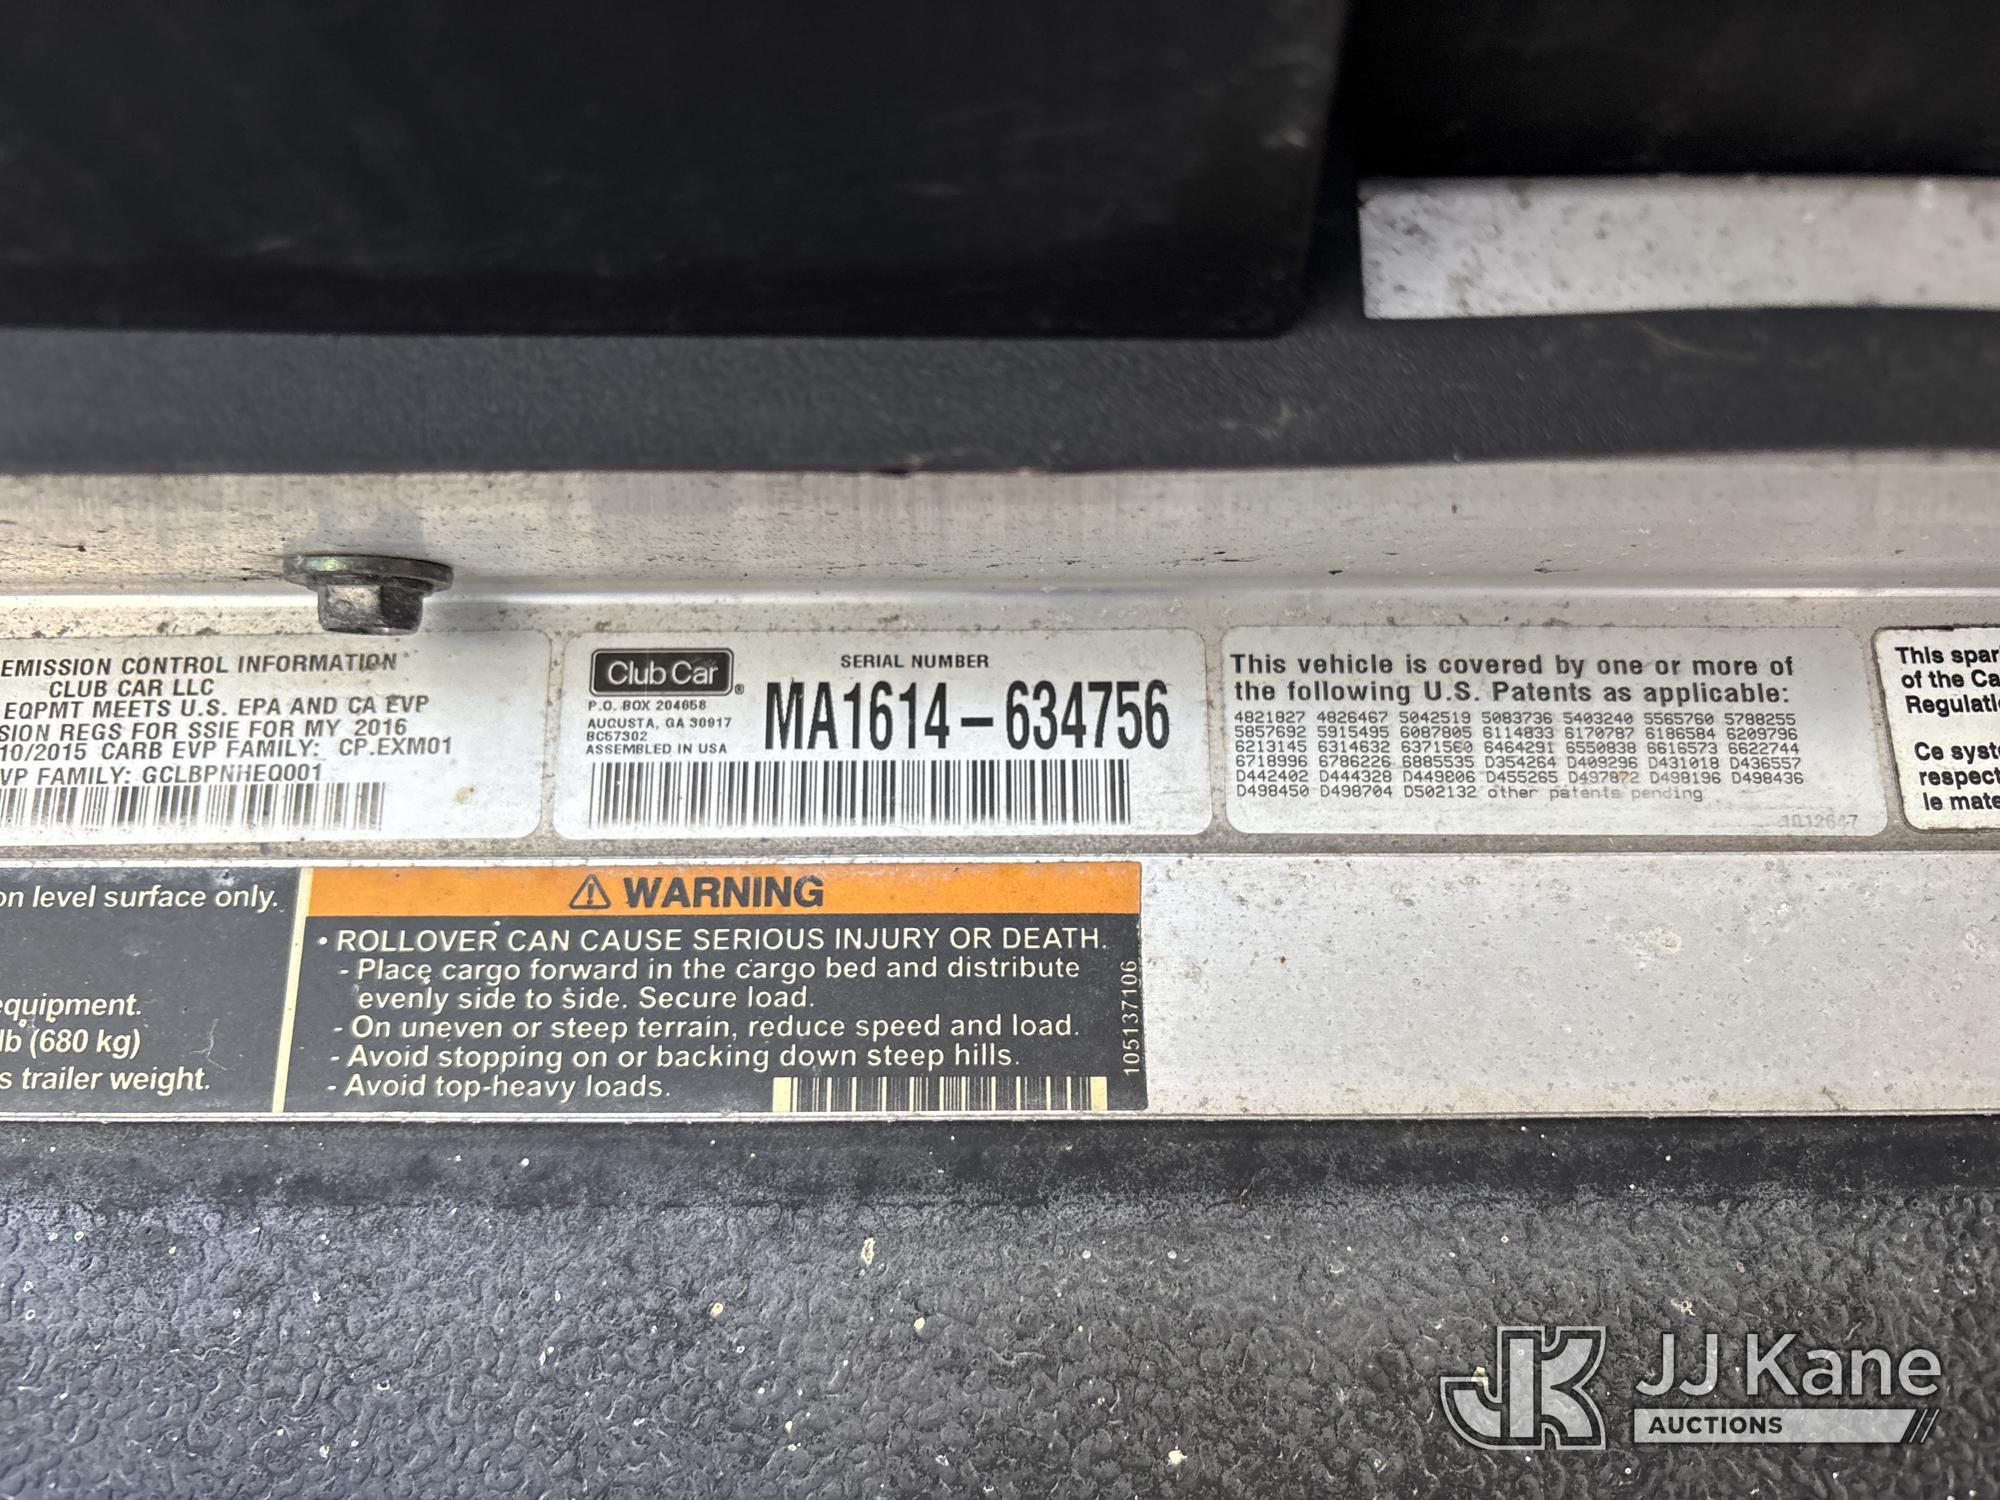 EMISSION CONTROL INFORMATION
CLUB CAR LLC
EQPMT MEETS U.S. EPA AND CA EVP
SION REGS FOR SSIE FOR MY 2016
10/2015 CARB EVP FAMILY: CP.EXM01
VP FAMILY: GCLBPNHEQ001
Club Car®
P.O. BOX 204658
AUGUSTA, GA 30917
BC57302
ASSEMBLED IN USA
SERIAL NUMBER
MA1614-634756
This vehicle is covered by one or more of
the following U.S. Patents as applicable:
4821827 4826467 5042519 5083736 5403240 5565760 5788255
5857692 5915495 6087805 6114833 6170787 6186584 6209796
6213145 6314632 6371560 6464291 6550838 6616573 6622744
6718996 6786226 6885535 D354264 D409296 D431018 D436557
D442402 D444328 D449806 D455265 D497872 D498196 D498436
D498450 D498704 D502132 other patents pending
1012647
This spar
of the Ca
Regulati
Ce syst
respect
le mate
on level surface only.
equipment.
lb (680 kg)
s trailer weight.
⚠ WARNING
• ROLLOVER CAN CAUSE SERIOUS INJURY OR DEATH.
- Place cargo forward in the cargo bed and distribute
evenly side to side. Secure load.
- On uneven or steep terrain, reduce speed and load.
- Avoid stopping on or backing down steep hills.
- Avoid top-heavy loads.
105137106
JK JJ Kane
AUCTIONS